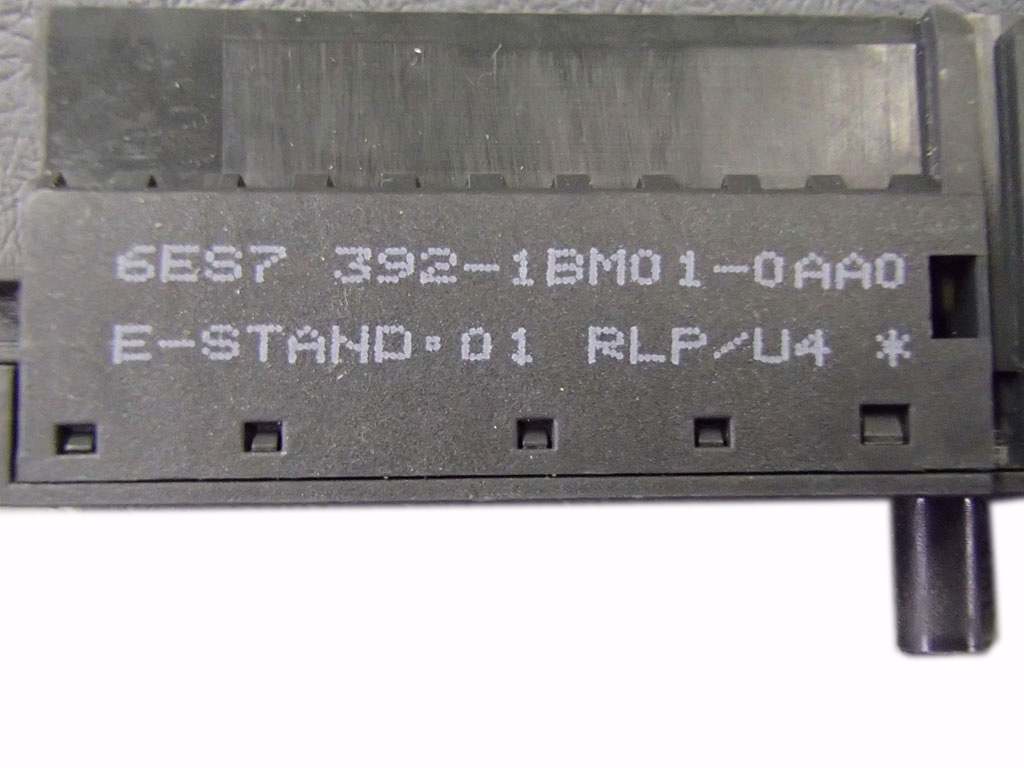 6ES7 392-1BM01-0AA0
E-STAND:01 RLP/U4 *